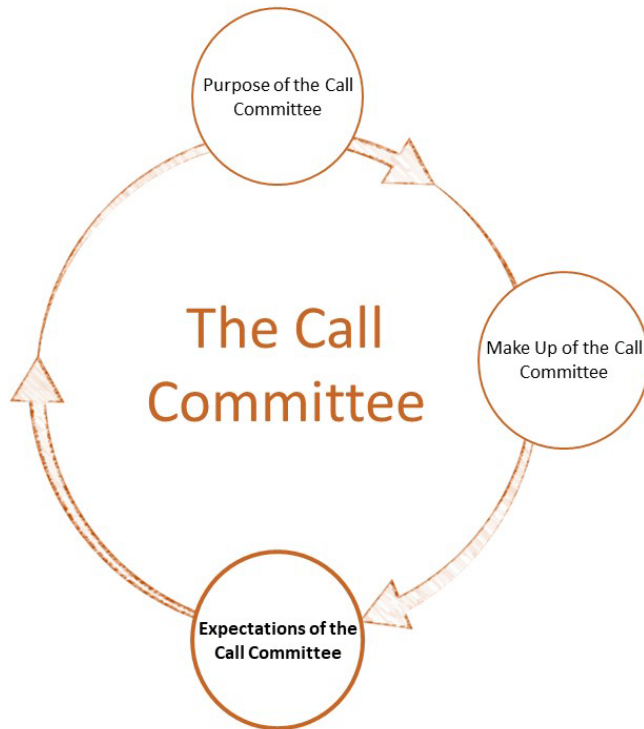 Purpose of the Call
Committee
The Call
Committee
Make Up of the Call
Committee
Expectations of the
Call Committee